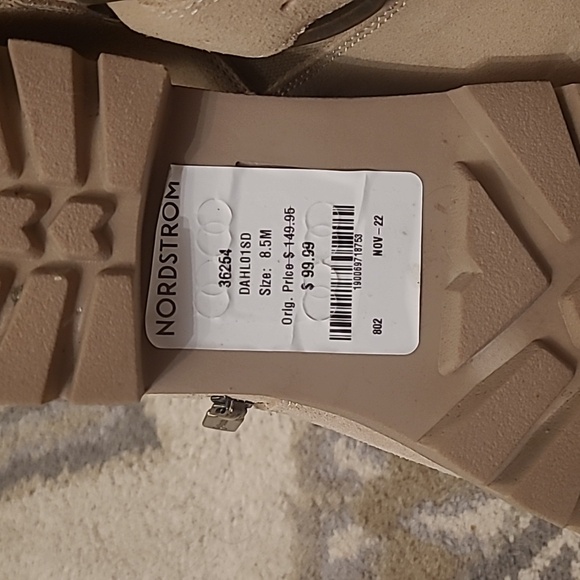 NORDSTROM
36254
DAHL01SD
Size: 8.5M
Orig. Price $ 149.95
$ 99.99
190069718753
802 NOV-22